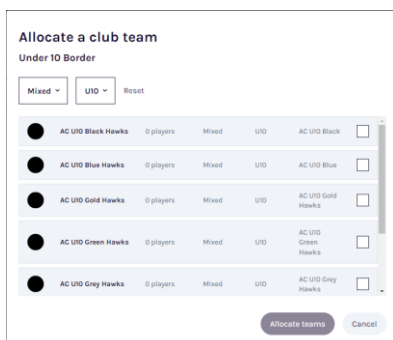 Allocate a club team
Under 10 Border
Mixed U10 Reset
AC U10 Black Hawks 0 players Mixed U10 AC U10 Black
AC U10 Blue Hawks 0 players Mixed U10 AC U10 Blue
AC U10 Gold Hawks 0 players Mixed U10 AC U10 Gold
Hawks
AC U10 Green Hawks 0 players Mixed U10 AC U10
Green
Hawks
AC U10 Grey Hawks 0 players Mixed U10 AC U10 Grey
Hawks
Allocate teams Cancel